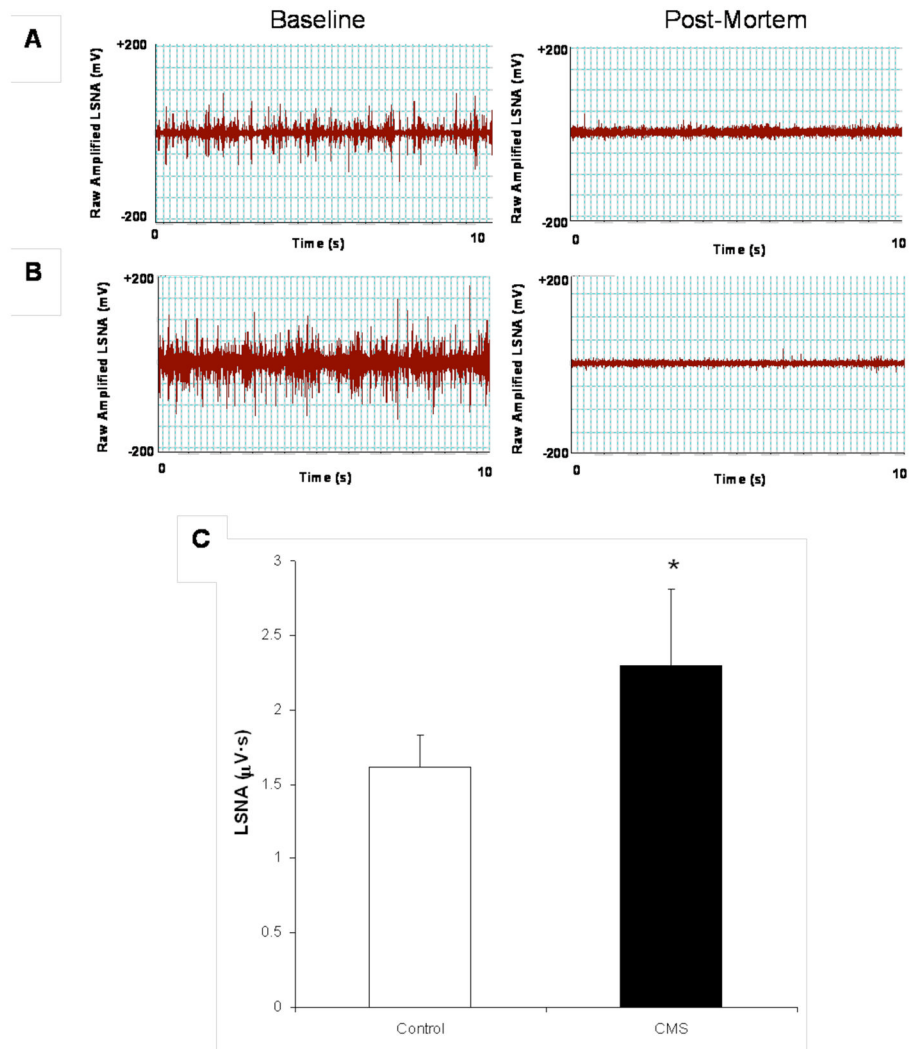 Baseline
Post-Mortem
A
Raw Amplified LSNA (mV)
+200
-200
0
10
Time (s)
Raw Amplified LSNA (mV)
+200
-200
0
10
Time (s)
B
Raw Amplified LSNA (mV)
+200
-200
0
10
Time (s)
Raw Amplified LSNA (mV)
+200
-200
0
10
Time (s)
C
LSNA (µV·s)
3
2.5
2
1.5
1
0.5
0
*
Control
CMS